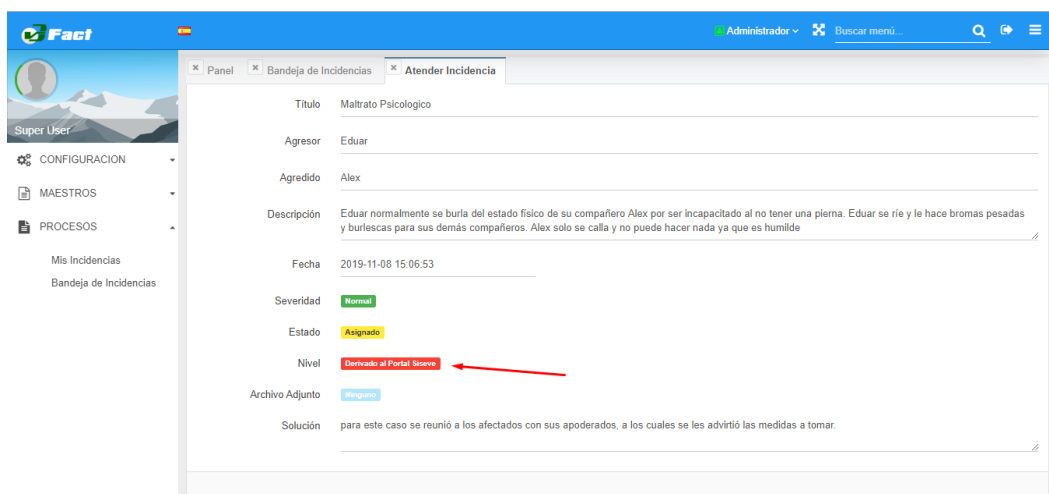 Fact
Administrador
Buscar menú...
Super User
CONFIGURACION
MAESTROS
PROCESOS
Mis Incidencias
Bandeja de Incidencias
Panel
Bandeja de Incidencias
Atender Incidencia
Título Maltrato Psicologico
Agresor Eduar
Agredido Alex
Descripción Eduar normalmente se burla del estado físico de su compañero Alex por ser incapacitado al no tener una pierna. Eduar se ríe y le hace bromas pesadas
y burlescas para sus demás compañeros. Alex solo se calla y no puede hacer nada ya que es humilde
Fecha 2019-11-08 15:06:53
Severidad Normal
Estado Asignado
Nivel Derivado al Portal Siseve
Archivo Adjunto Ninguno
Solución para este caso se reunió a los afectados con sus apoderados, a los cuales se les advirtió las medidas a tomar.